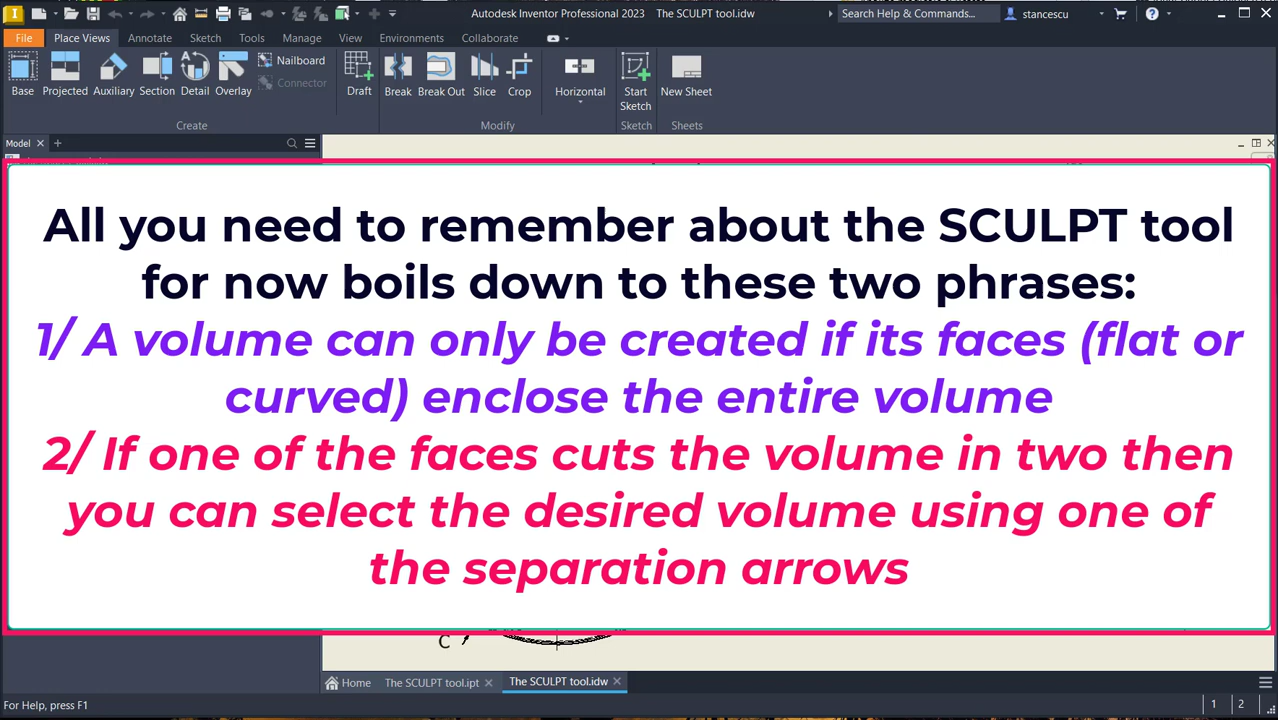 Autodesk Inventor Professional 2023 The SCULPT tool.idw
Search Help & Commands...
stancescu
File Place Views Annotate Sketch Tools Manage View Environments Collaborate
Base
Projected
Auxiliary
Section
Detail
Overlay
Nailboard
Connector
Draft
Break
Break Out
Slice
Crop
Horizontal
Start
Sketch
New Sheet
Create
Modify
Sketch
Sheets
Model
All you need to remember about the SCULPT tool
for now boils down to these two phrases:
1/ A volume can only be created if its faces (flat or
curved) enclose the entire volume
2/ If one of the faces cuts the volume in two then
you can select the desired volume using one of
the separation arrows
C
Home The SCULPT tool.ipt The SCULPT tool.idw
For Help, press F1
1 2